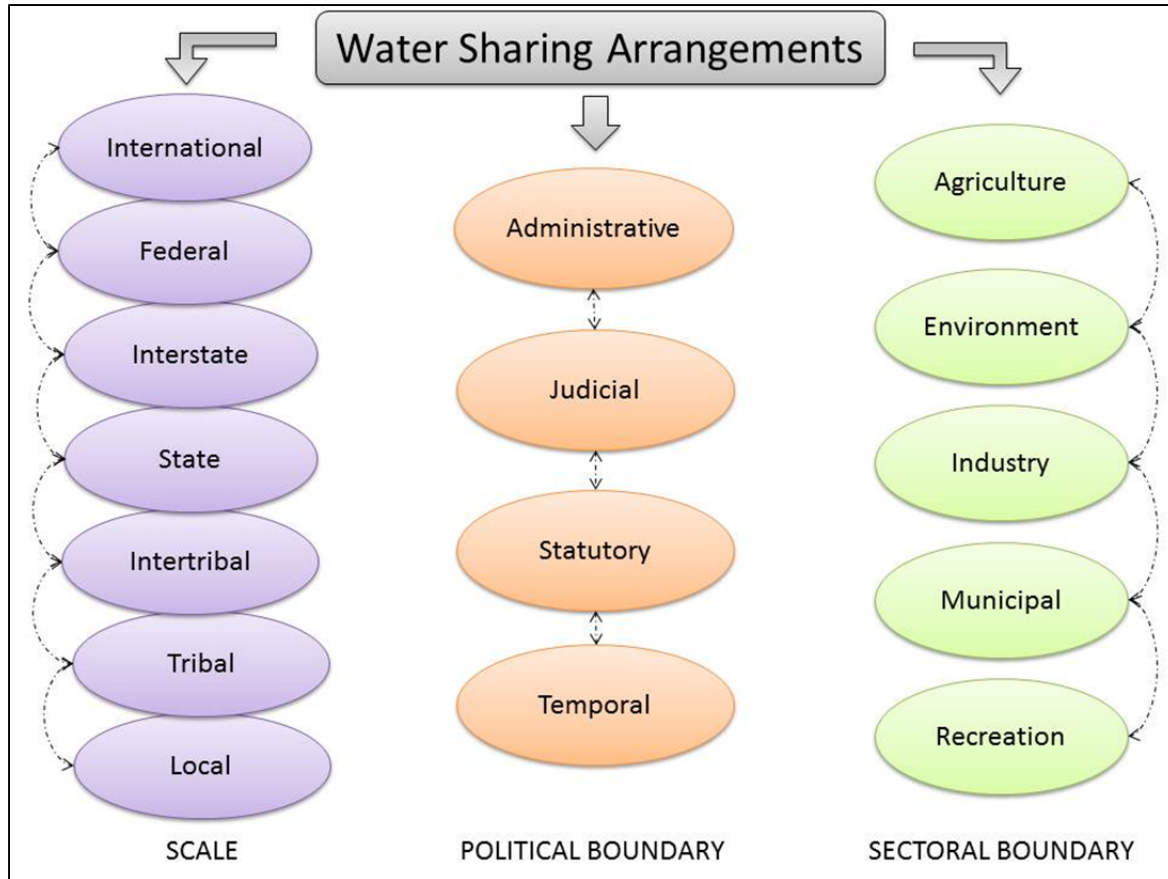 Water Sharing Arrangements
International
Federal
Interstate
State
Intertribal
Tribal
Local
SCALE
Administrative
Judicial
Statutory
Temporal
POLITICAL BOUNDARY
Agriculture
Environment
Industry
Municipal
Recreation
SECTORAL BOUNDARY